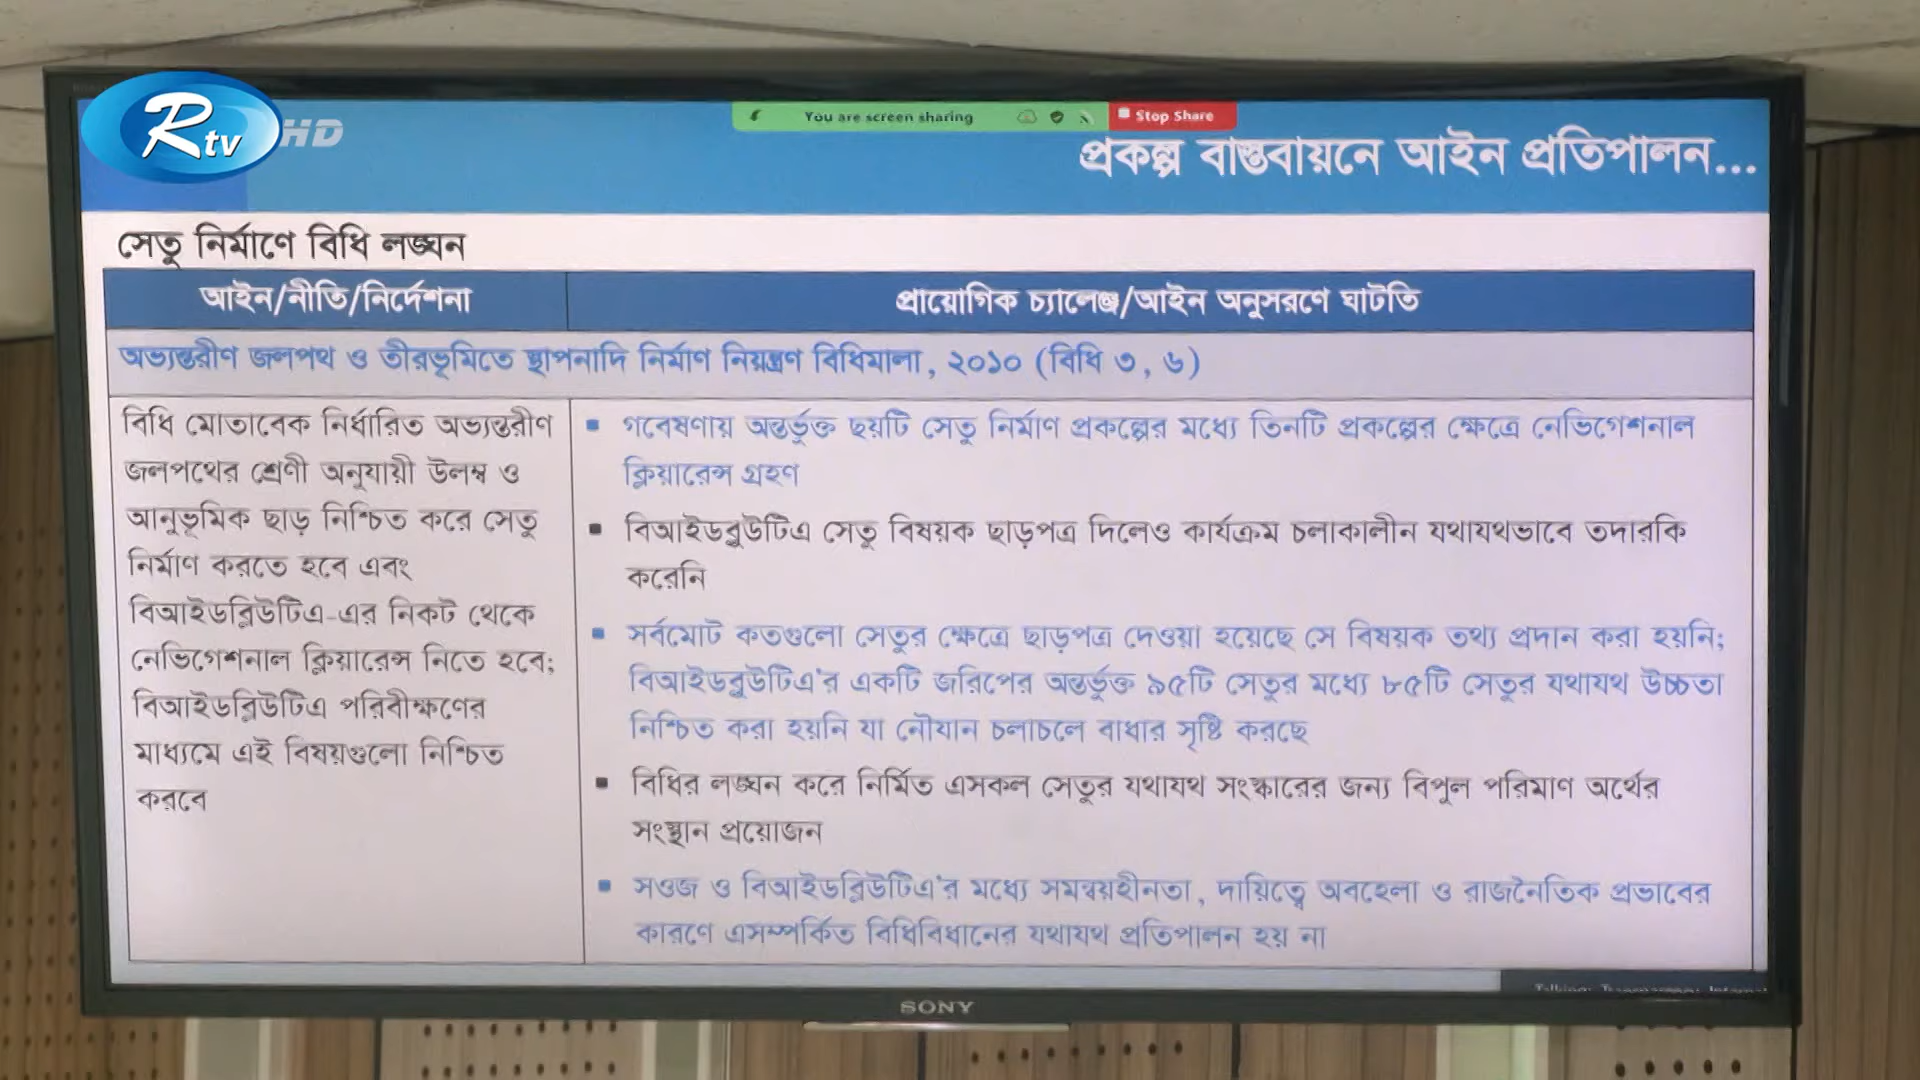 Rtv HD
You are screen sharing
Stop Share
প্রকল্প বাস্তবায়নে আইন প্রতিপালন...
সেতু নির্মাণে বিধি লঙ্ঘন
আইন/নীতি/নির্দেশনা
প্রায়োগিক চ্যালেঞ্জ/আইন অনুসরণে ঘাটতি
অভ্যন্তরীণ জলপথ ও তীরভূমিতে স্থাপনাদি নির্মাণ নিয়ন্ত্রণ বিধিমালা, ২০১০ (বিধি ৩, ৬)
বিধি মোতাবেক নির্ধারিত অভ্যন্তরীণ
জলপথের শ্রেণী অনুযায়ী উলম্ব ও
আনুভূমিক ছাড় নিশ্চিত করে সেতু
নির্মাণ করতে হবে এবং
বিআইডব্লিউটিএ-এর নিকট থেকে
নেভিগেশনাল ক্লিয়ারেন্স নিতে হবে;
বিআইডব্লিউটিএ পরিবীক্ষণের
মাধ্যমে এই বিষয়গুলো নিশ্চিত
করবে
▪ গবেষণায় অন্তর্ভুক্ত ছয়টি সেতু নির্মাণ প্রকল্পের মধ্যে তিনটি প্রকল্পের ক্ষেত্রে নেভিগেশনাল
ক্লিয়ারেন্স গ্রহণ
▪ বিআইডব্লুউটিএ সেতু বিষয়ক ছাড়পত্র দিলেও কার্যক্রম চলাকালীন যথাযথভাবে তদারকি
করেনি
▪ সর্বমোট কতগুলো সেতুর ক্ষেত্রে ছাড়পত্র দেওয়া হয়েছে সে বিষয়ক তথ্য প্রদান করা হয়নি;
বিআইডব্লুউটিএ'র একটি জরিপের অন্তর্ভুক্ত ৯৫টি সেতুর মধ্যে ৮৫টি সেতুর যথাযথ উচ্চতা
নিশ্চিত করা হয়নি যা নৌযান চলাচলে বাধার সৃষ্টি করছে
▪ বিধির লঙ্ঘন করে নির্মিত এসকল সেতুর যথাযথ সংস্কারের জন্য বিপুল পরিমাণ অর্থের
সংস্থান প্রয়োজন
▪ সওজ ও বিআইডব্লিউটিএ'র মধ্যে সমন্বয়হীনতা, দায়িত্বে অবহেলা ও রাজনৈতিক প্রভাবের
কারণে এসম্পর্কিত বিধিবিধানের যথাযথ প্রতিপালন হয় না
SONY